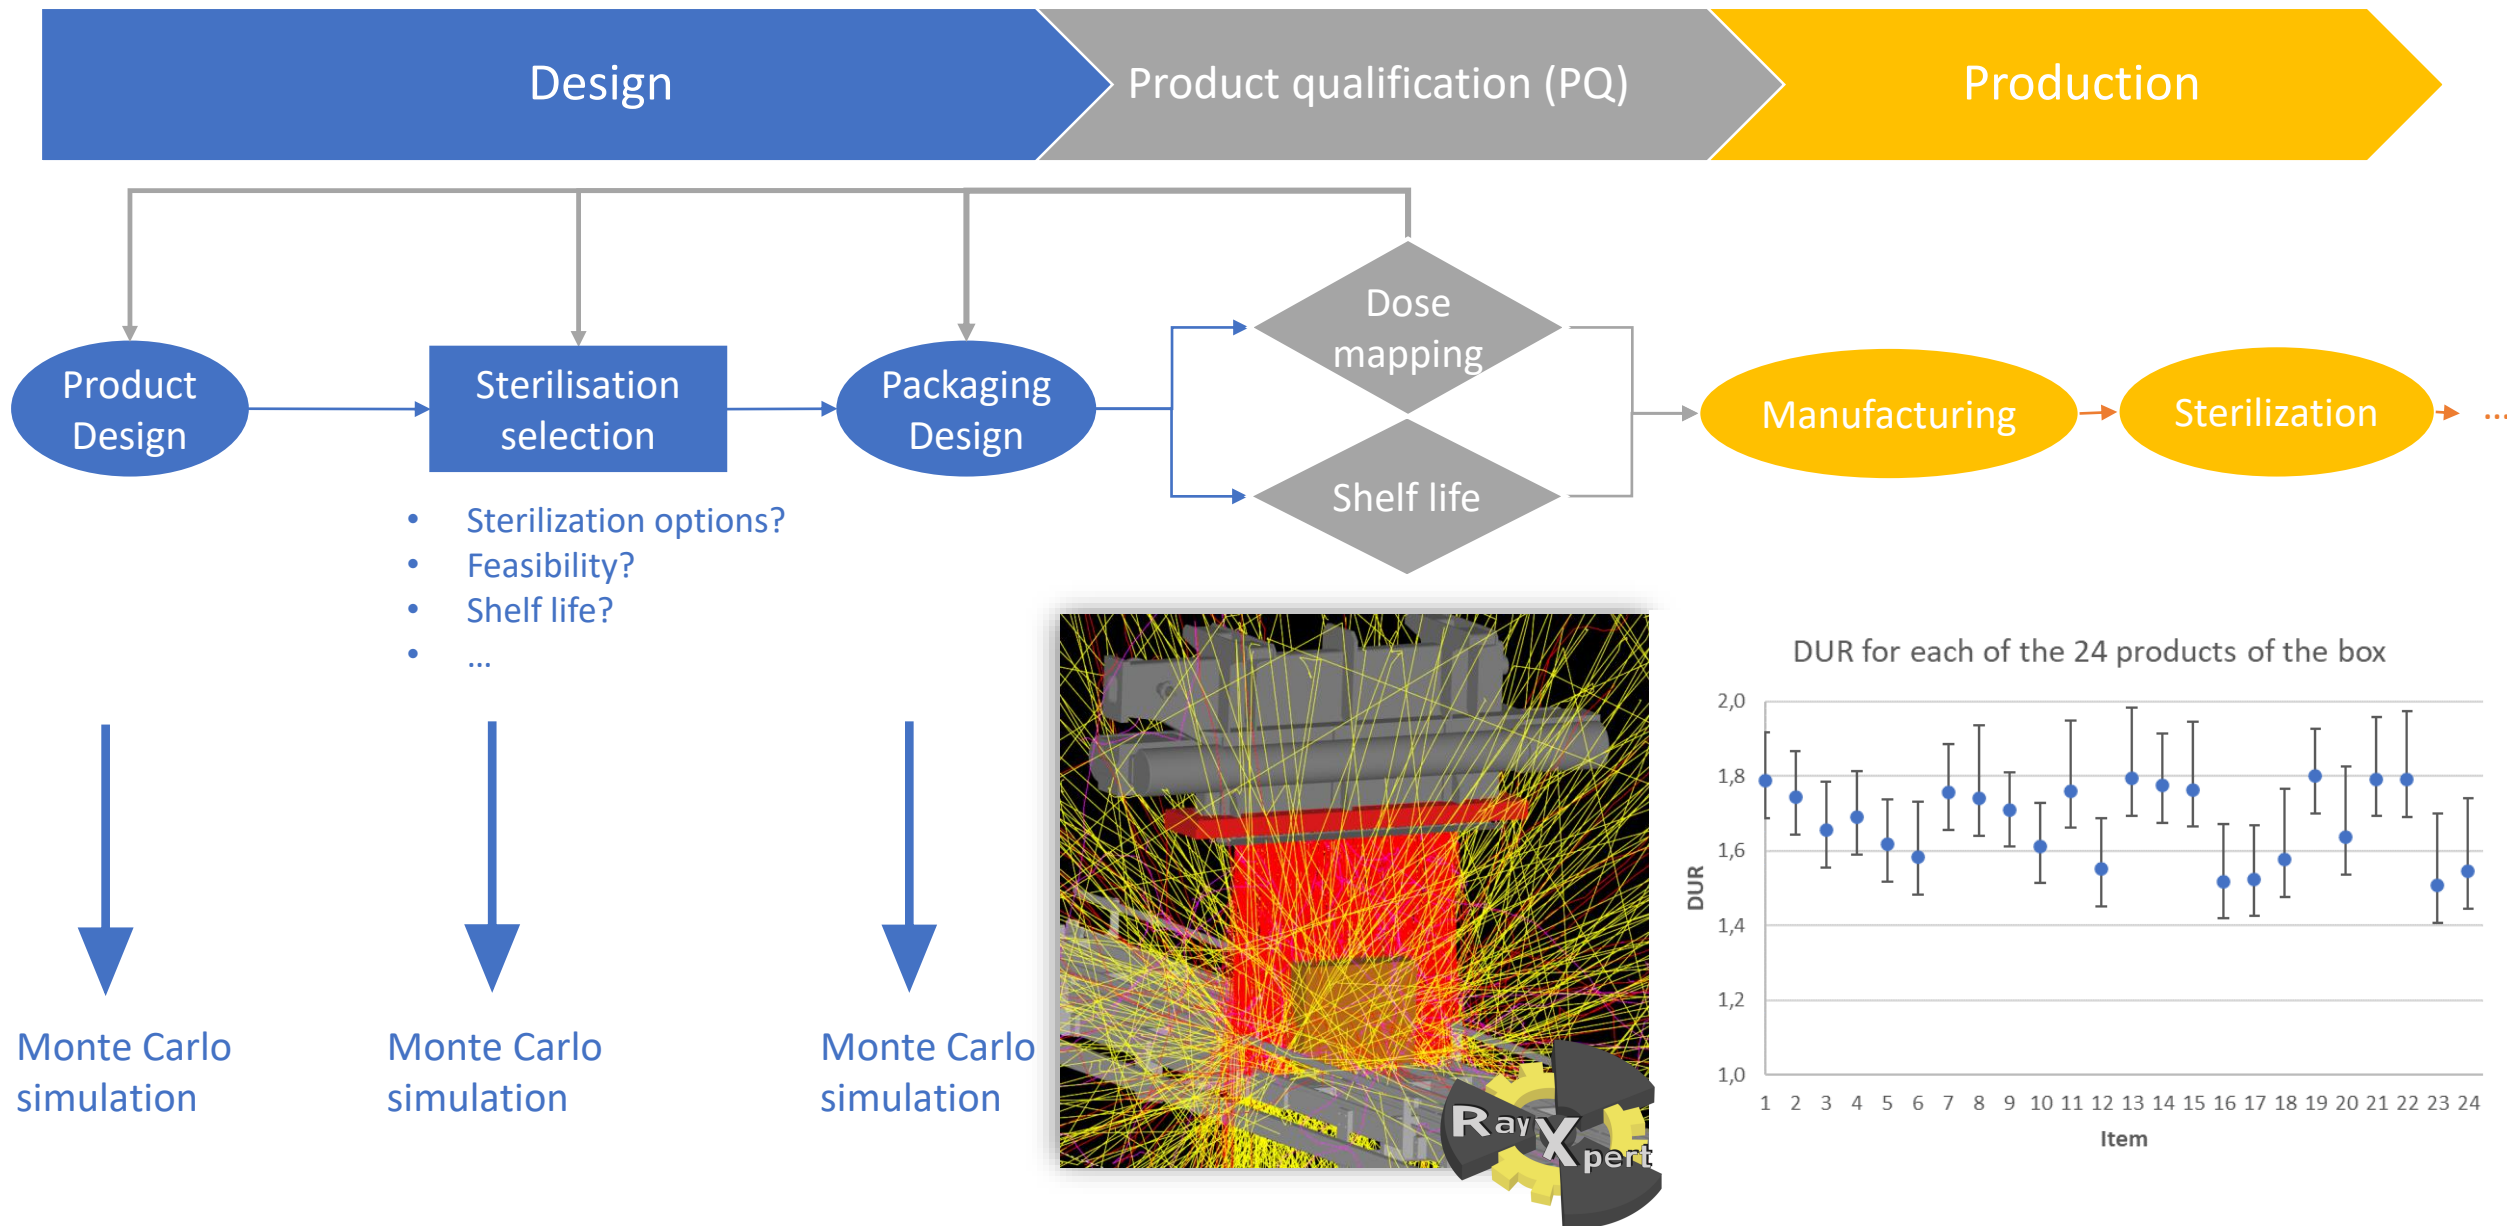 Design
Product qualification (PQ)
Production
Product
Design
Sterilisation
selection
Packaging
Design
Dose
mapping
Shelf life
Manufacturing
Sterilization
...
• Sterilization options?
• Feasibility?
• Shelf life?
• ...
Monte Carlo
simulation
Monte Carlo
simulation
Monte Carlo
simulation
Ray
Xpert
DUR for each of the 24 products of the box
2,0
1,8
1,6
1,4
1,2
1,0
DUR
1 2 3 4 5 6 7 8 9 10 11 12 13 14 15 16 17 18 19 20 21 22 23 24
Item